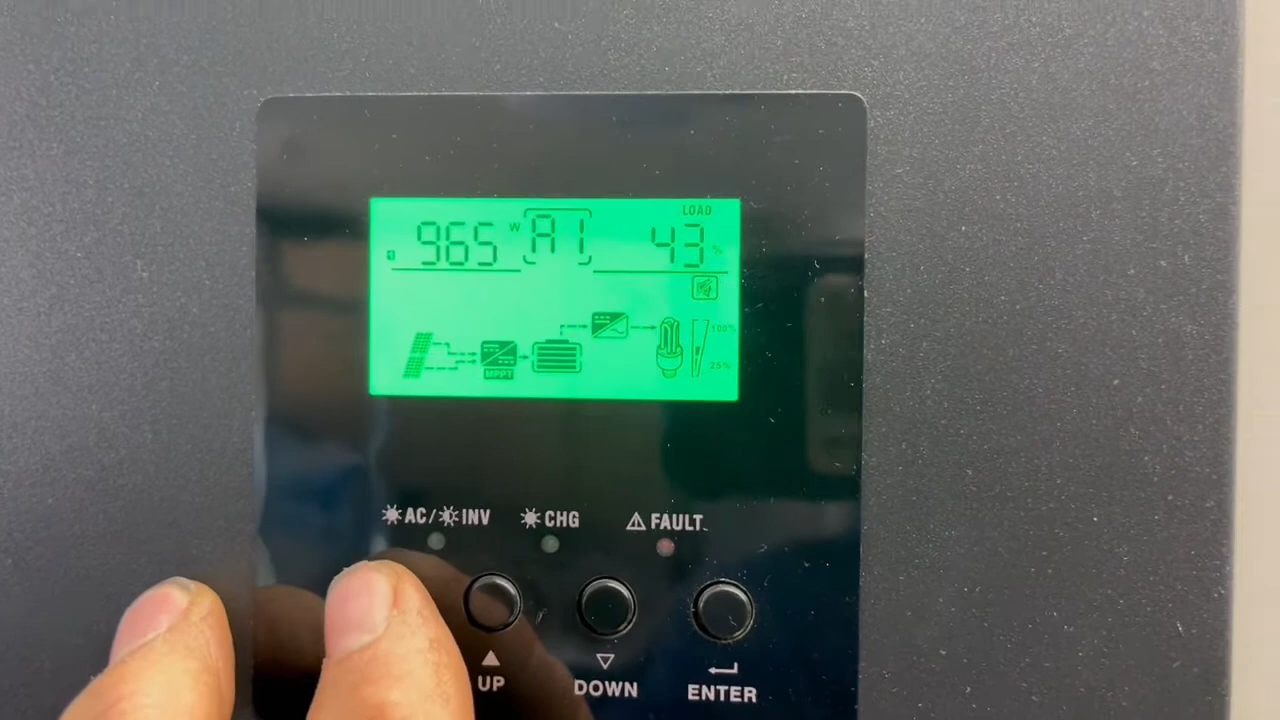 LOAD
965 W A1 43 %
MPPT
100%
25%
AC/ INV CHG FAULT
UP DOWN ENTER